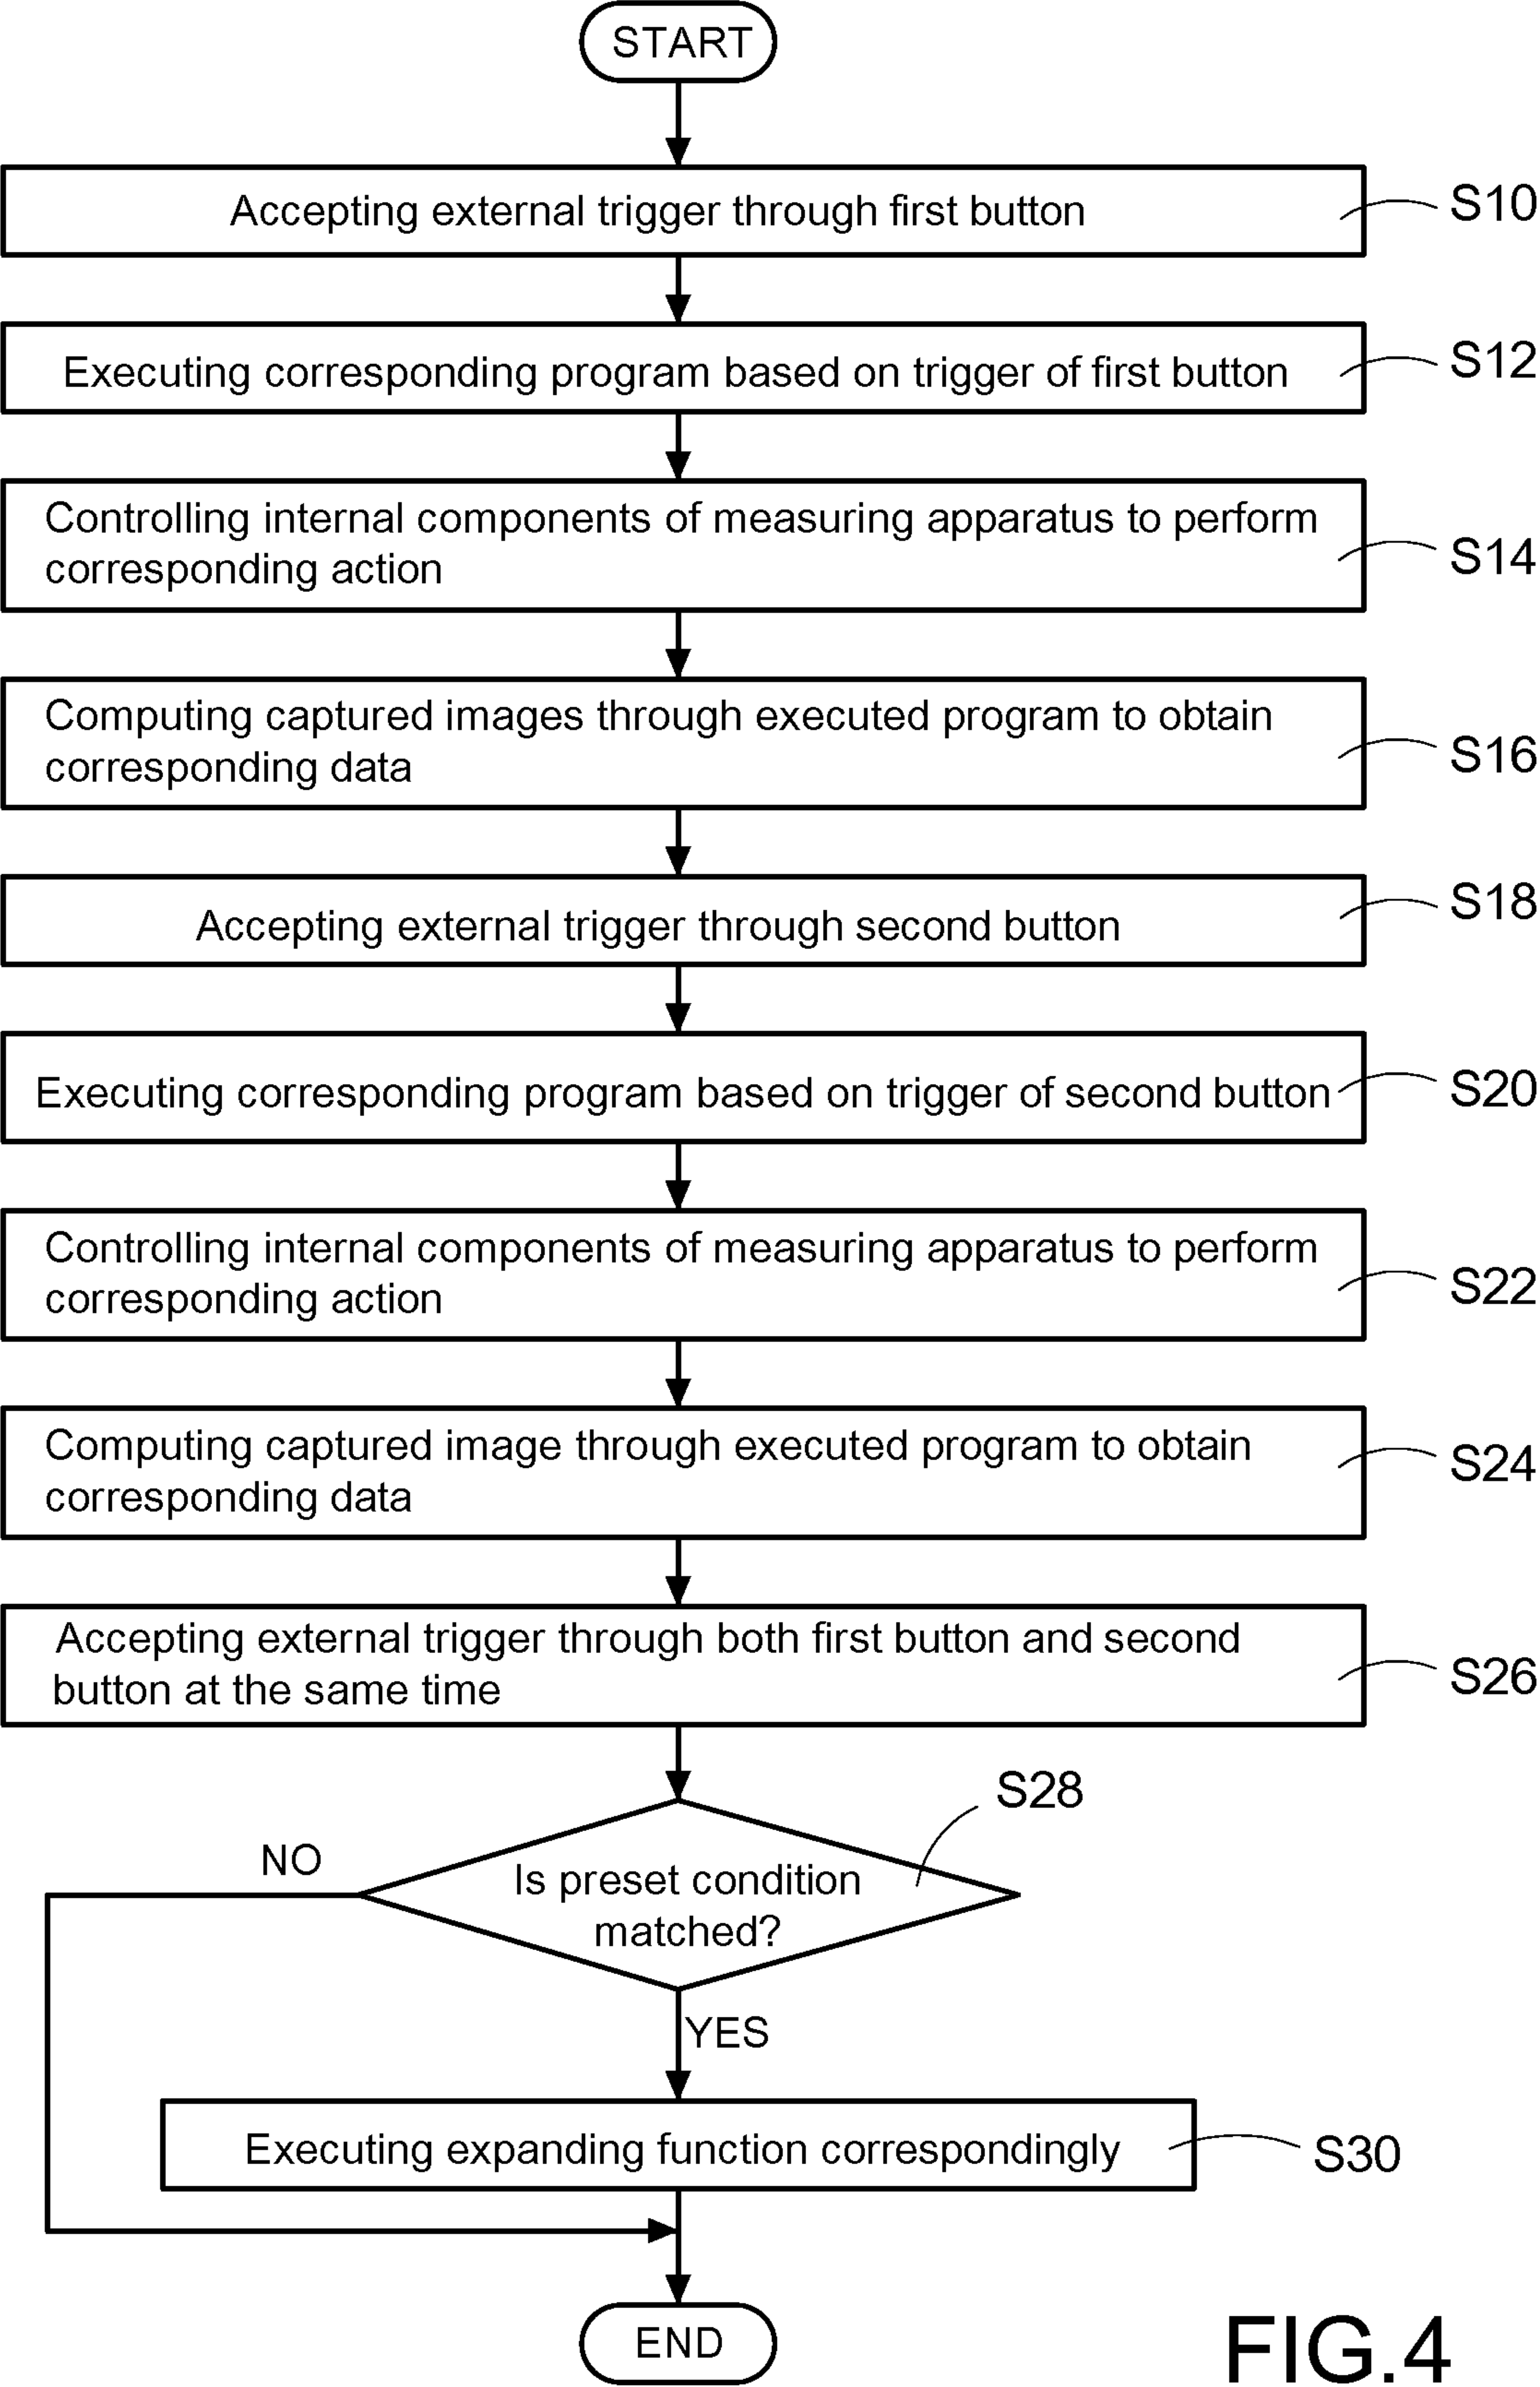 START
Accepting external trigger through first button
S10
Executing corresponding program based on trigger of first button
S12
Controlling internal components of measuring apparatus to perform
corresponding action
S14
Computing captured images through executed program to obtain
corresponding data
S16
Accepting external trigger through second button
S18
Executing corresponding program based on trigger of second button
S20
Controlling internal components of measuring apparatus to perform
corresponding action
S22
Computing captured image through executed program to obtain
corresponding data
S24
Accepting external trigger through both first button and second
button at the same time
S26
S28
NO
Is preset condition
matched?
YES
Executing expanding function correspondingly
S30
END
FIG.4